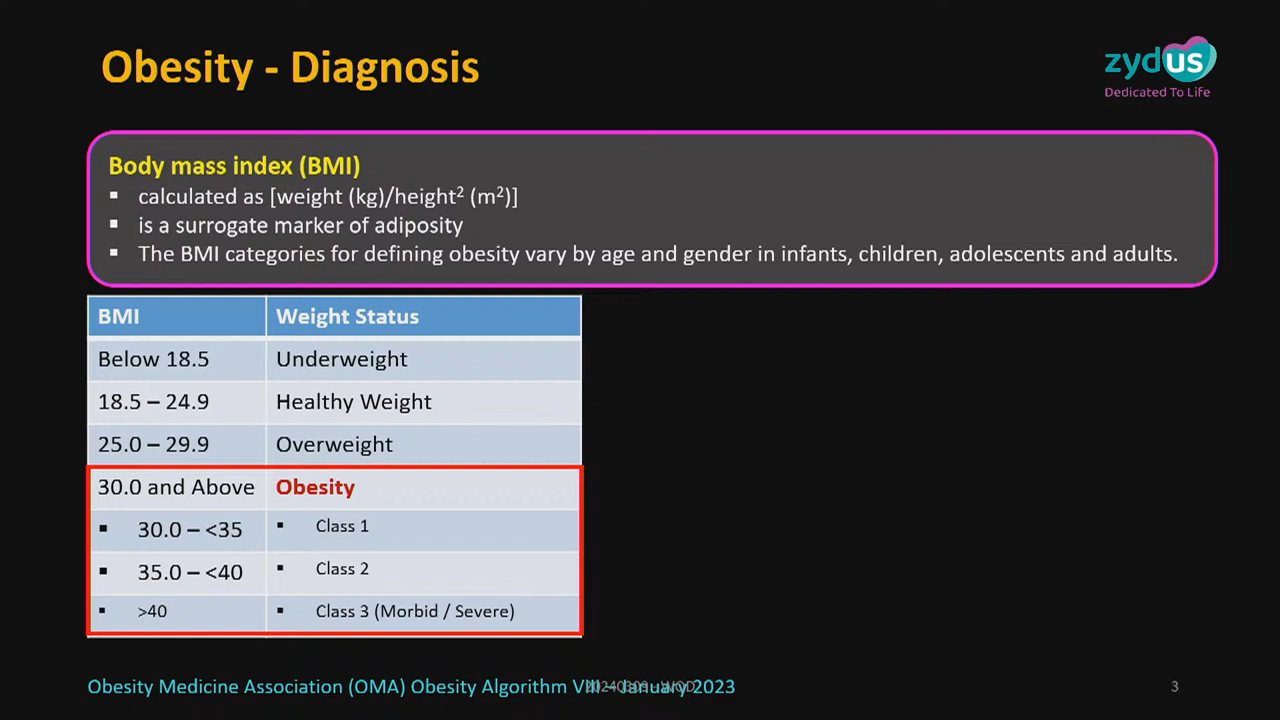 Obesity - Diagnosis
zydus
Dedicated To Life
Body mass index (BMI)
▪ calculated as [weight (kg)/height² (m²)]
▪ is a surrogate marker of adiposity
▪ The BMI categories for defining obesity vary by age and gender in infants, children, adolescents and adults.
BMI Weight Status
Below 18.5 Underweight
18.5 – 24.9 Healthy Weight
25.0 – 29.9 Overweight
30.0 and Above Obesity
▪ 30.0 – <35 ▪ Class 1
▪ 35.0 – <40 ▪ Class 2
▪ >40 ▪ Class 3 (Morbid / Severe)
Obesity Medicine Association (OMA) Obesity Algorithm VIII – January 2023
3